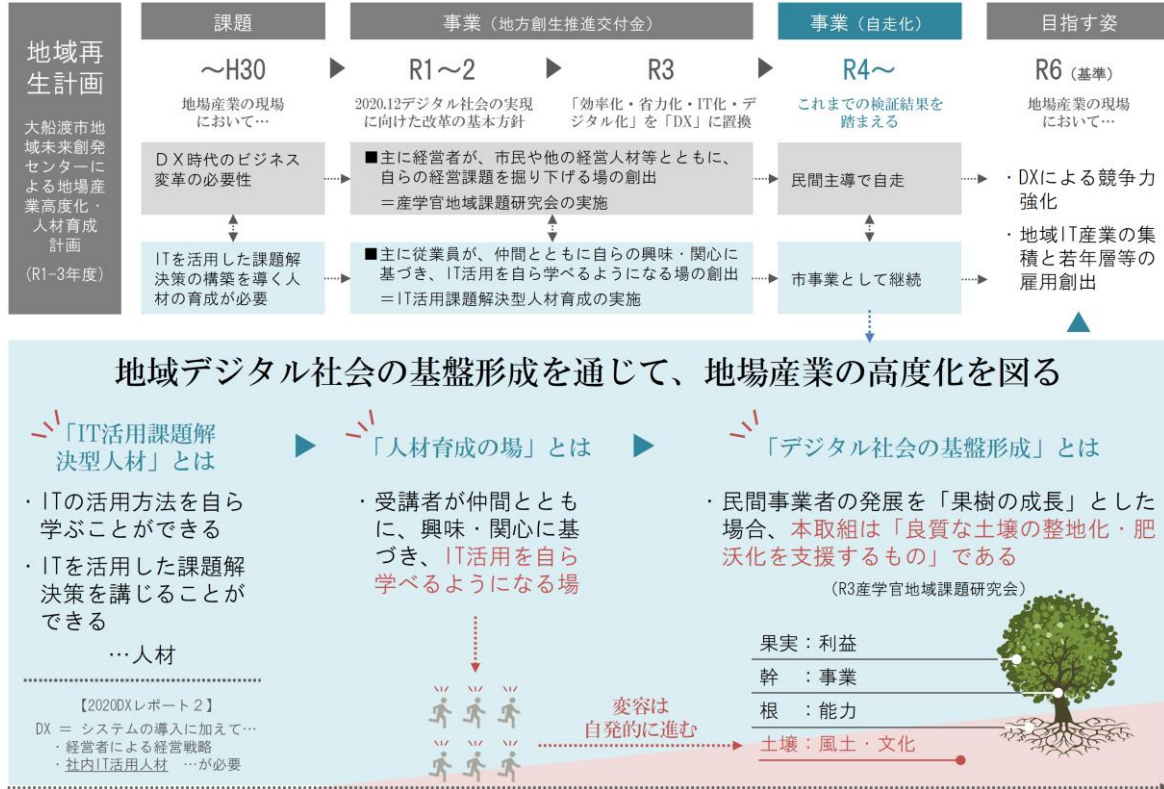 地域再
生計画
大船渡市地
域未来創発
センターに
よる地場産
業高度化・
人材育成
計画
(R1-3年度)
課題
事業（地方創生推進交付金）
事業（自走化）
目指す姿
～H30
▶
R1～2
▶
R3
▶
R4～
R6（基準）
地場産業の現場
において…
2020.12デジタル社会の実現
に向けた改革の基本方針
「効率化・省力化・IT化・デ
ジタル化」を「DX」に置換
これまでの検証結果を
踏まえる
地場産業の現場
において…
ＤＸ時代のビジネス
変革の必要性
■主に経営者が、市民や他の経営人材等とともに、
自らの経営課題を掘り下げる場の創出
＝産学官地域課題研究会の実施
民間主導で自走
ITを活用した課題解
決策の構築を導く人
材の育成が必要
■主に従業員が、仲間とともに自らの興味・関心に
基づき、IT活用を自ら学べるようになる場の創出
＝IT活用課題解決型人材育成の実施
市事業として継続
・DXによる競争力
強化
・地域IT産業の集
積と若年層等の
雇用創出
地域デジタル社会の基盤形成を通じて、地場産業の高度化を図る
「IT活用課題解
決型人材」とは
・ITの活用方法を自ら
学ぶことができる
・ITを活用した課題解
決策を講じることが
できる
…人材
【2020DXレポート２】
DX ＝ システムの導入に加えて…
・経営者による経営戦略
・社内IT活用人材　…が必要
「人材育成の場」とは
・受講者が仲間ととも
に、興味・関心に基
づき、IT活用を自ら
学べるようになる場
変容は
自発的に進む
「デジタル社会の基盤形成」とは
・民間事業者の発展を「果樹の成長」とした
場合、本取組は「良質な土壌の整地化・肥
沃化を支援するもの」である
（R3産学官地域課題研究会）
果実：利益
幹　：事業
根　：能力
土壌：風土・文化